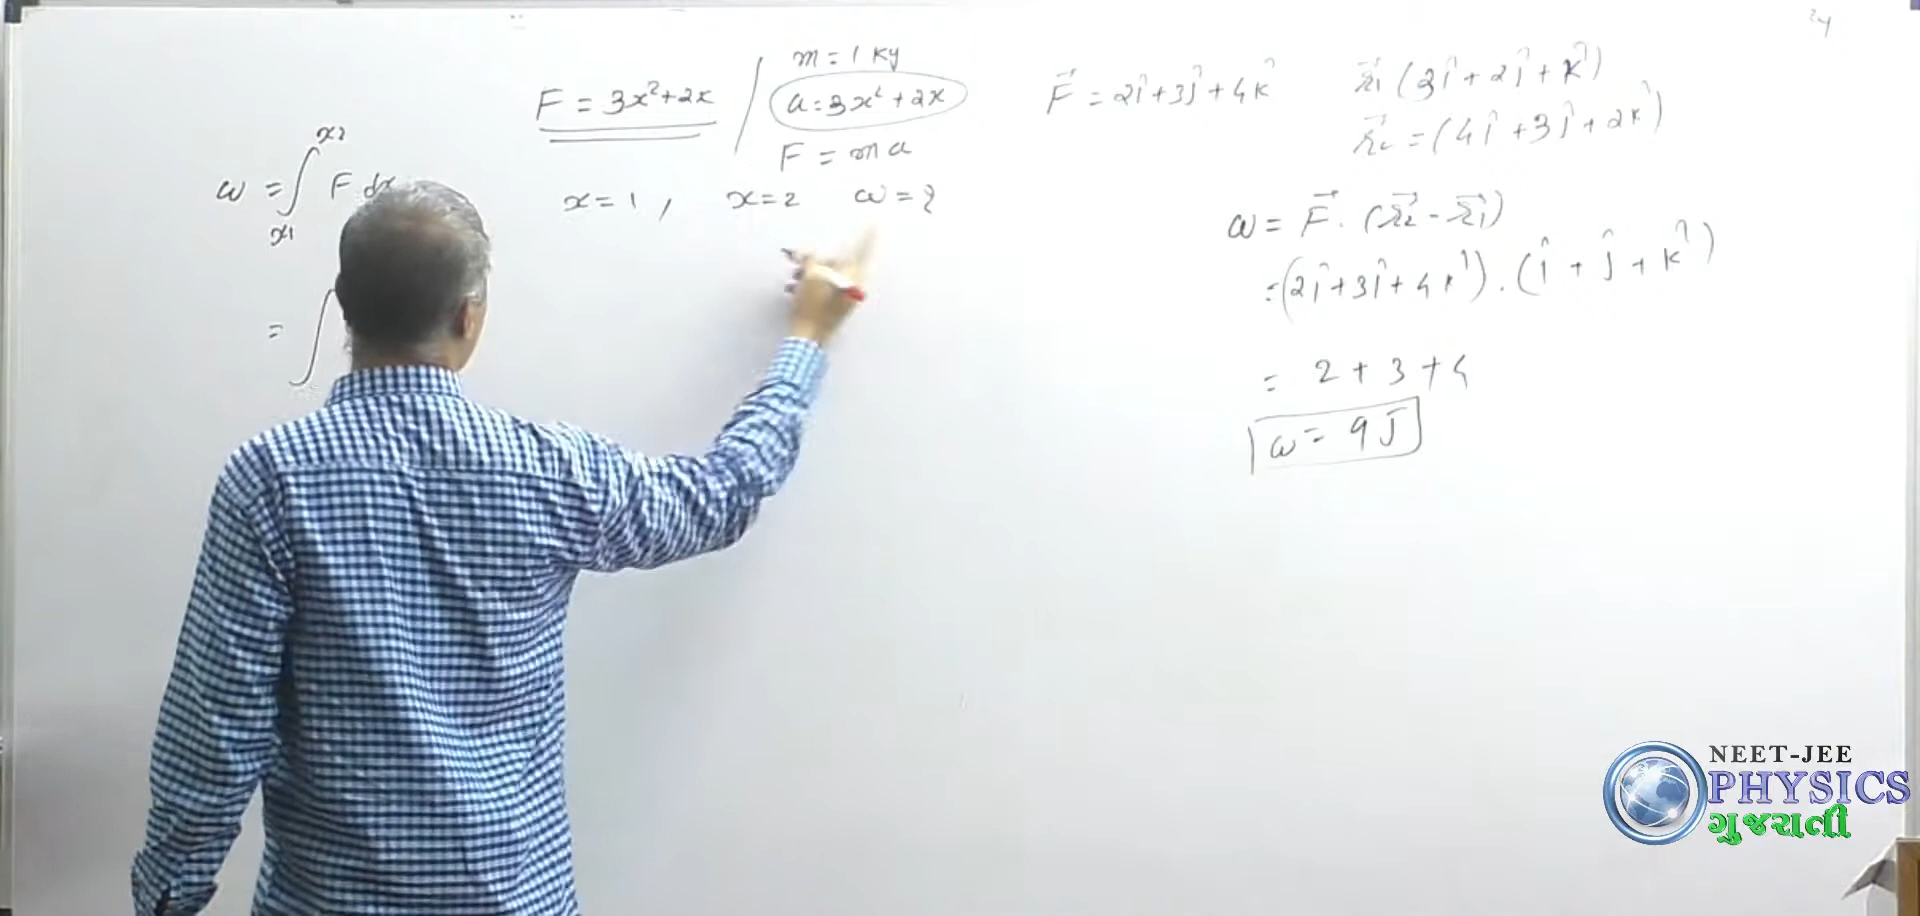 F = 3x²+2x
m = 1 kg
a = 3x² + 2x
F = ma
x = 1 , x = 2 ω = ?
x2
ω = ∫ F dx
x1
= ∫
F⃗ = 2î+3ĵ+4k̂
r⃗1 (3î + 2ĵ + k̂)
r⃗2 = (4î + 3ĵ + 2k̂)
ω = F⃗ . (r⃗2 - r⃗1)
= (2î + 3ĵ + 4k̂) . (î + ĵ + k̂)
= 2 + 3 + 4
ω = 9 J
NEET-JEE
PHYSICS
ગુજરાતી